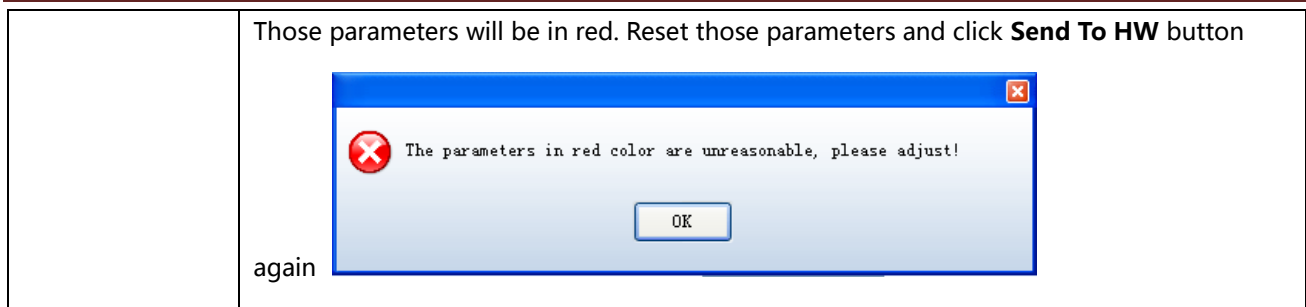 Those parameters will be in red. Reset those parameters and click Send To HW button
The parameters in red color are unreasonable, please adjust!
OK
again